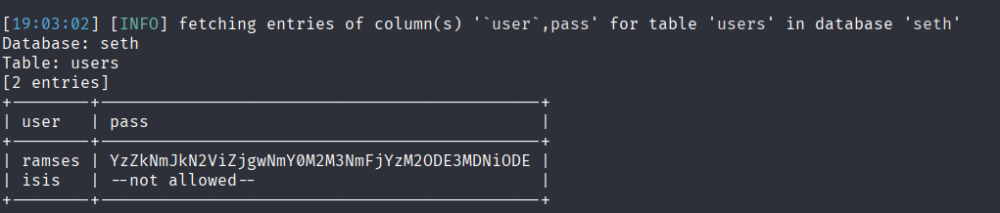 [19:03:02] [INFO] fetching entries of column(s) '`user`,pass' for table 'users' in database 'seth'
Database: seth
Table: users
[2 entries]
+--------+---------------------------------------------+
| user   | pass                                        |
+--------+---------------------------------------------+
| ramses | YzZkNmJkN2ViZjgwNmY0M2M3NmFjYzM2ODE3MDNiODE |
| isis   | --not allowed--                             |
+--------+---------------------------------------------+